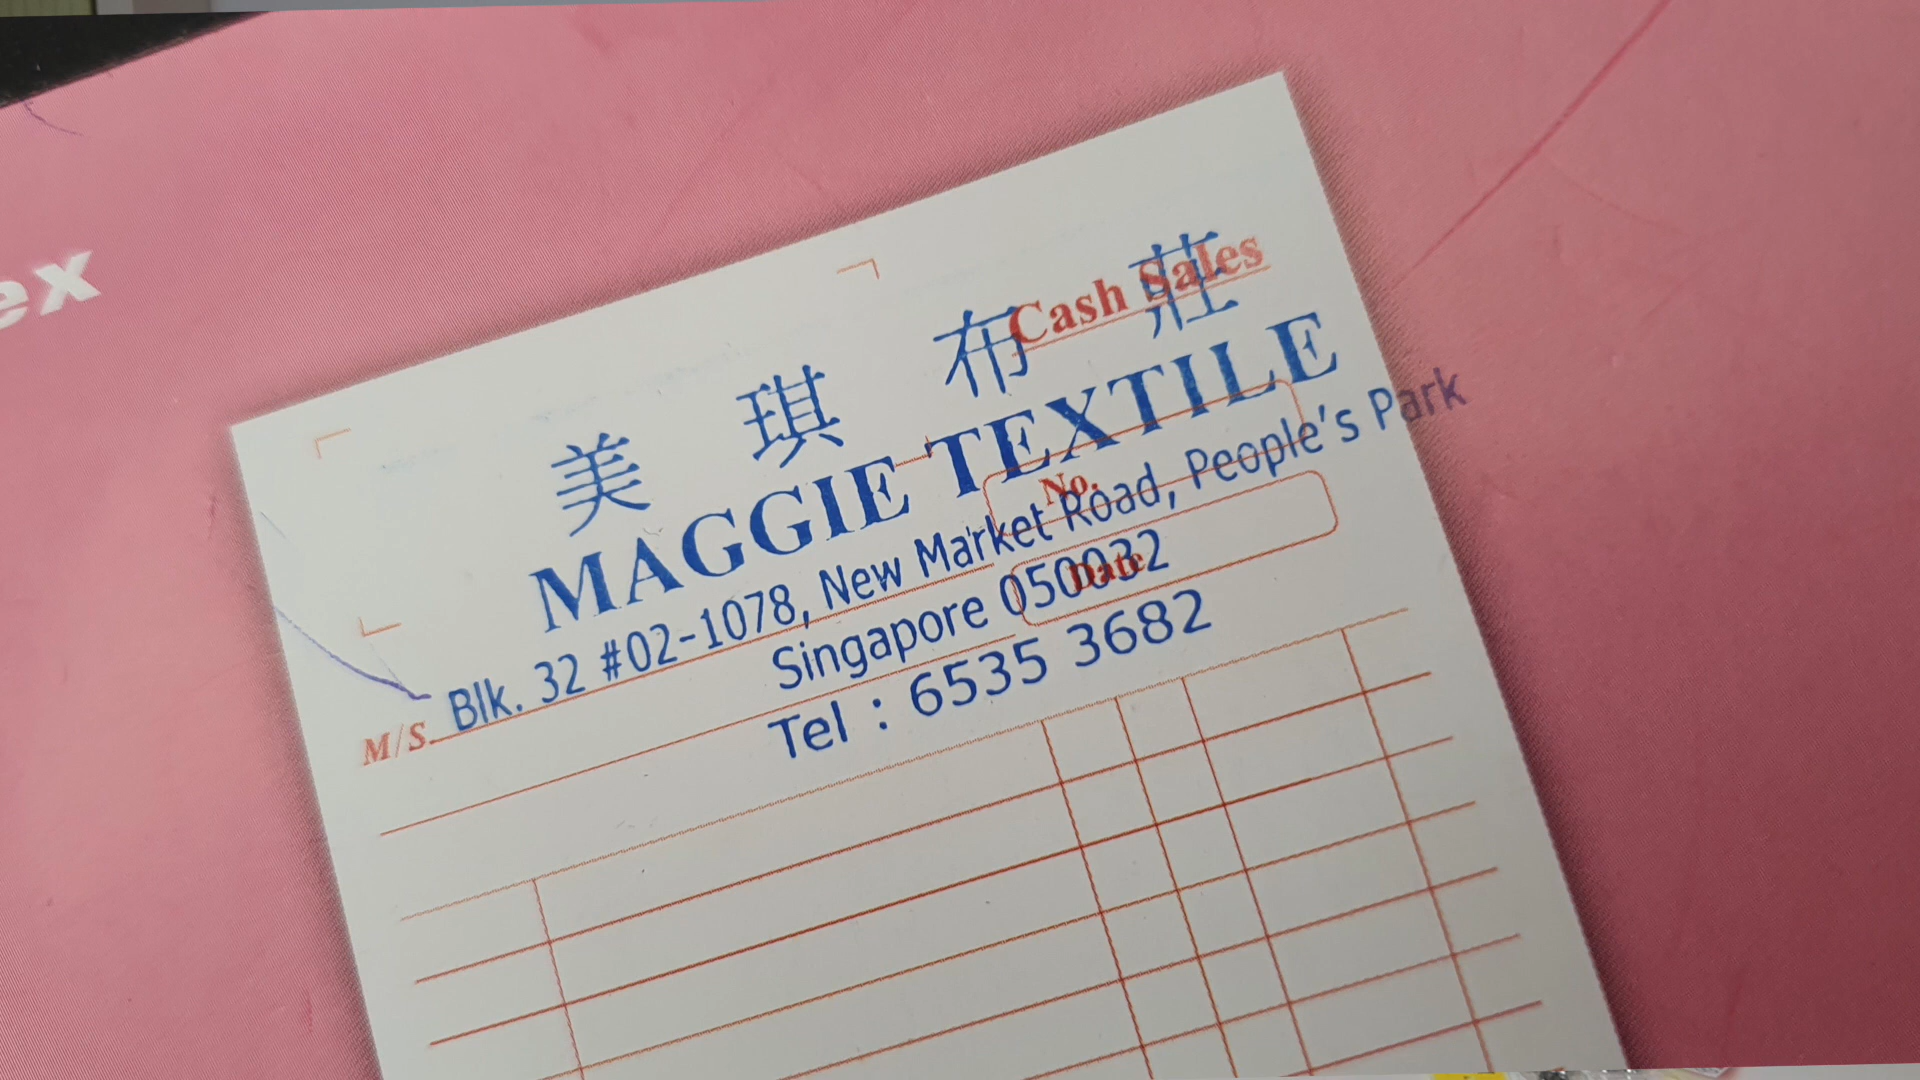 ex
Cash Sales
美琪布莊
MAGGIE TEXTILE
No.
Blk. 32 #02-1078, New Market Road, People's Park
Date
Singapore 050032
Tel : 6535 3682
M/S.